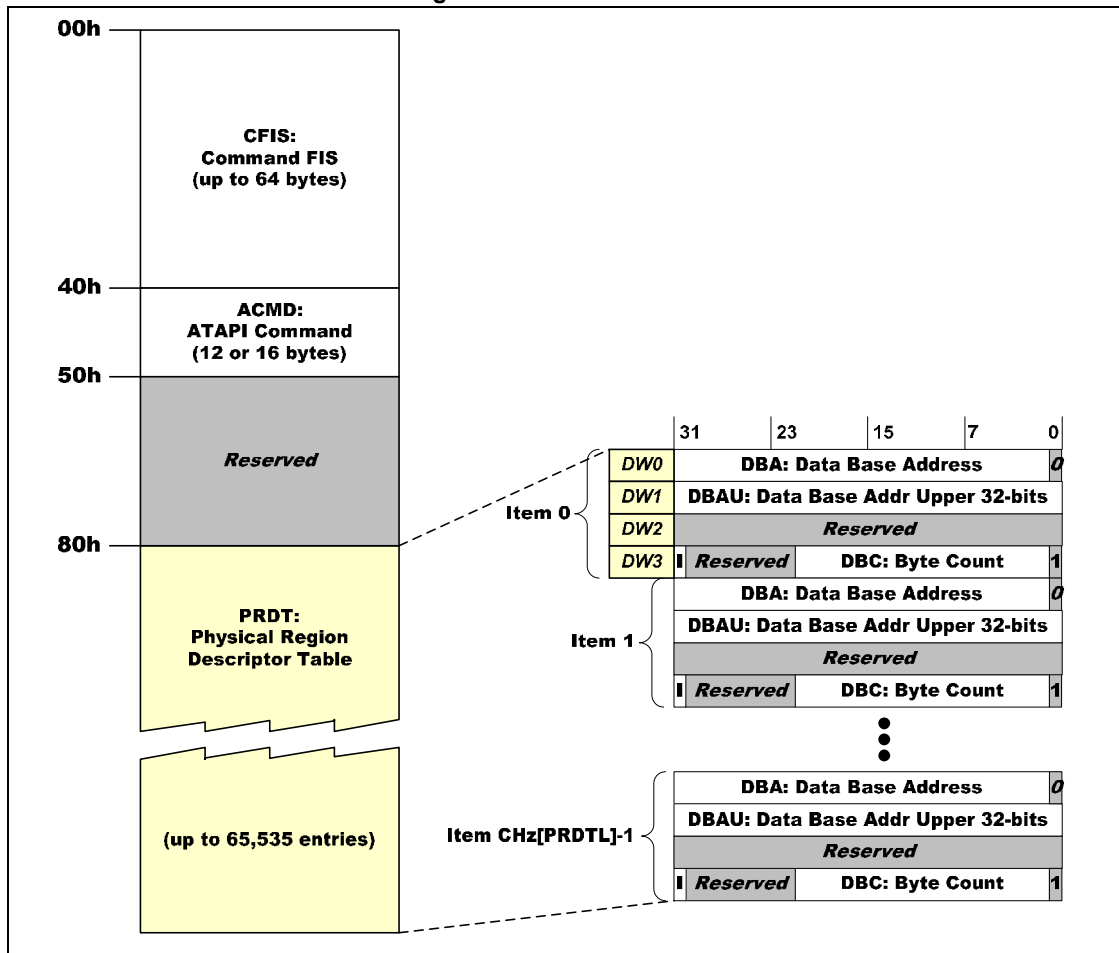 00h
CFIS:
Command FIS
(up to 64 bytes)
40h
ACMD:
ATAPI Command
(12 or 16 bytes)
50h
Reserved
80h
PRDT:
Physical Region
Descriptor Table
(up to 65,535 entries)
31 23 15 7 0
Item 0
DW0 DBA: Data Base Address 0
DW1 DBAU: Data Base Addr Upper 32-bits
DW2 Reserved
DW3 I Reserved DBC: Byte Count 1
Item 1
DBA: Data Base Address 0
DBAU: Data Base Addr Upper 32-bits
Reserved
I Reserved DBC: Byte Count 1
Item CHz[PRDTL]-1
DBA: Data Base Address 0
DBAU: Data Base Addr Upper 32-bits
Reserved
I Reserved DBC: Byte Count 1